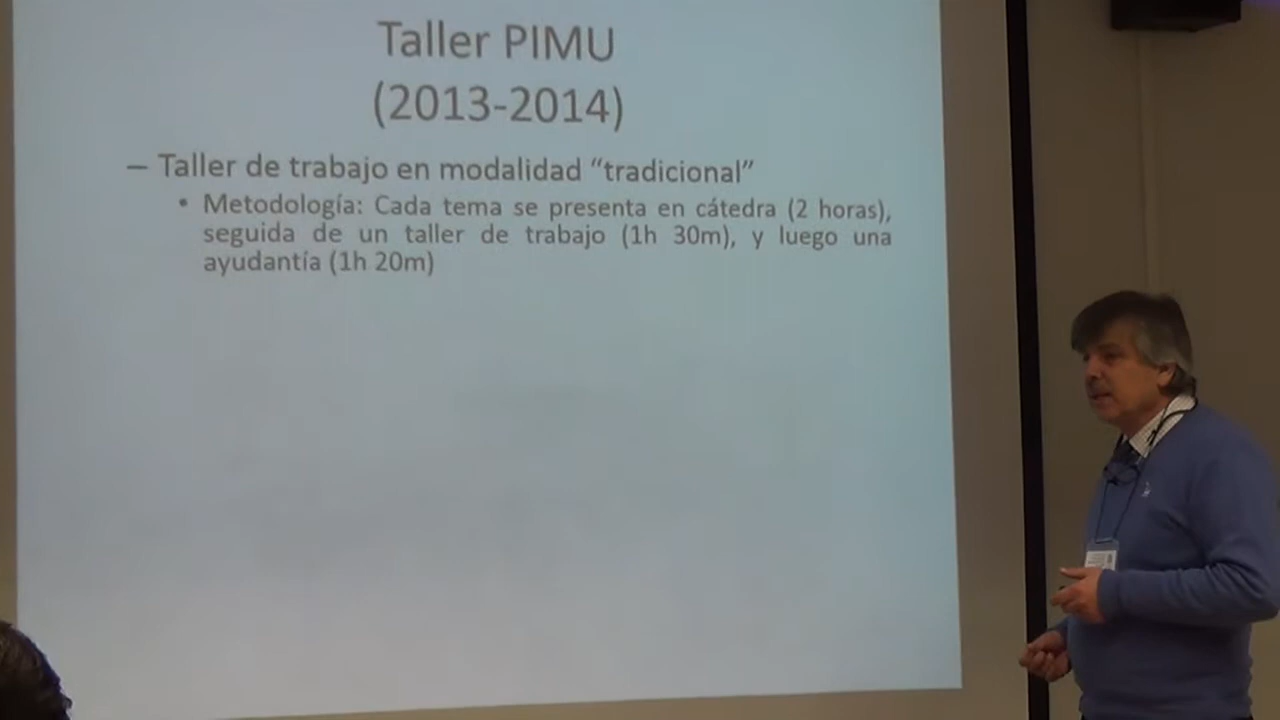 Taller PIMU
(2013-2014)
– Taller de trabajo en modalidad “tradicional”
• Metodología: Cada tema se presenta en cátedra (2 horas),
seguida de un taller de trabajo (1h 30m), y luego una
ayudantía (1h 20m)